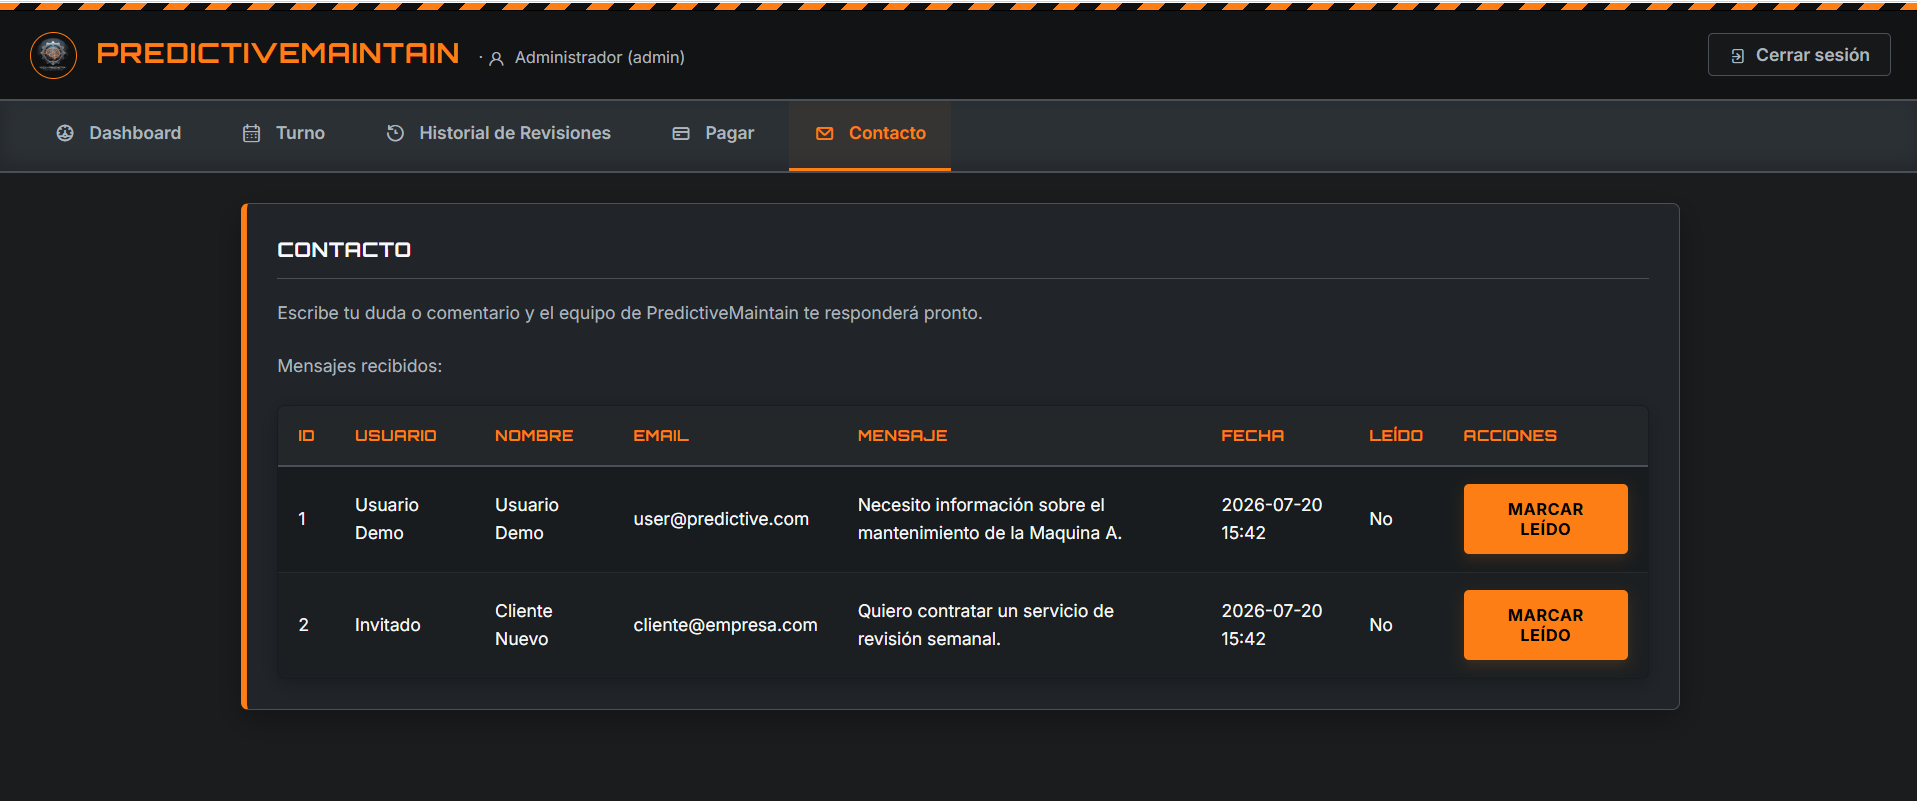 PREDICTIVEMAINTAIN · Administrador (admin) Cerrar sesión
Dashboard Turno Historial de Revisiones Pagar Contacto
CONTACTO
Escribe tu duda o comentario y el equipo de PredictiveMaintain te responderá pronto.
Mensajes recibidos:
ID USUARIO NOMBRE EMAIL MENSAJE FECHA LEÍDO ACCIONES
1 Usuario Demo Usuario Demo user@predictive.com Necesito información sobre el mantenimiento de la Maquina A. 2026-07-20 15:42 No MARCAR LEÍDO
2 Invitado Cliente Nuevo cliente@empresa.com Quiero contratar un servicio de revisión semanal. 2026-07-20 15:42 No MARCAR LEÍDO